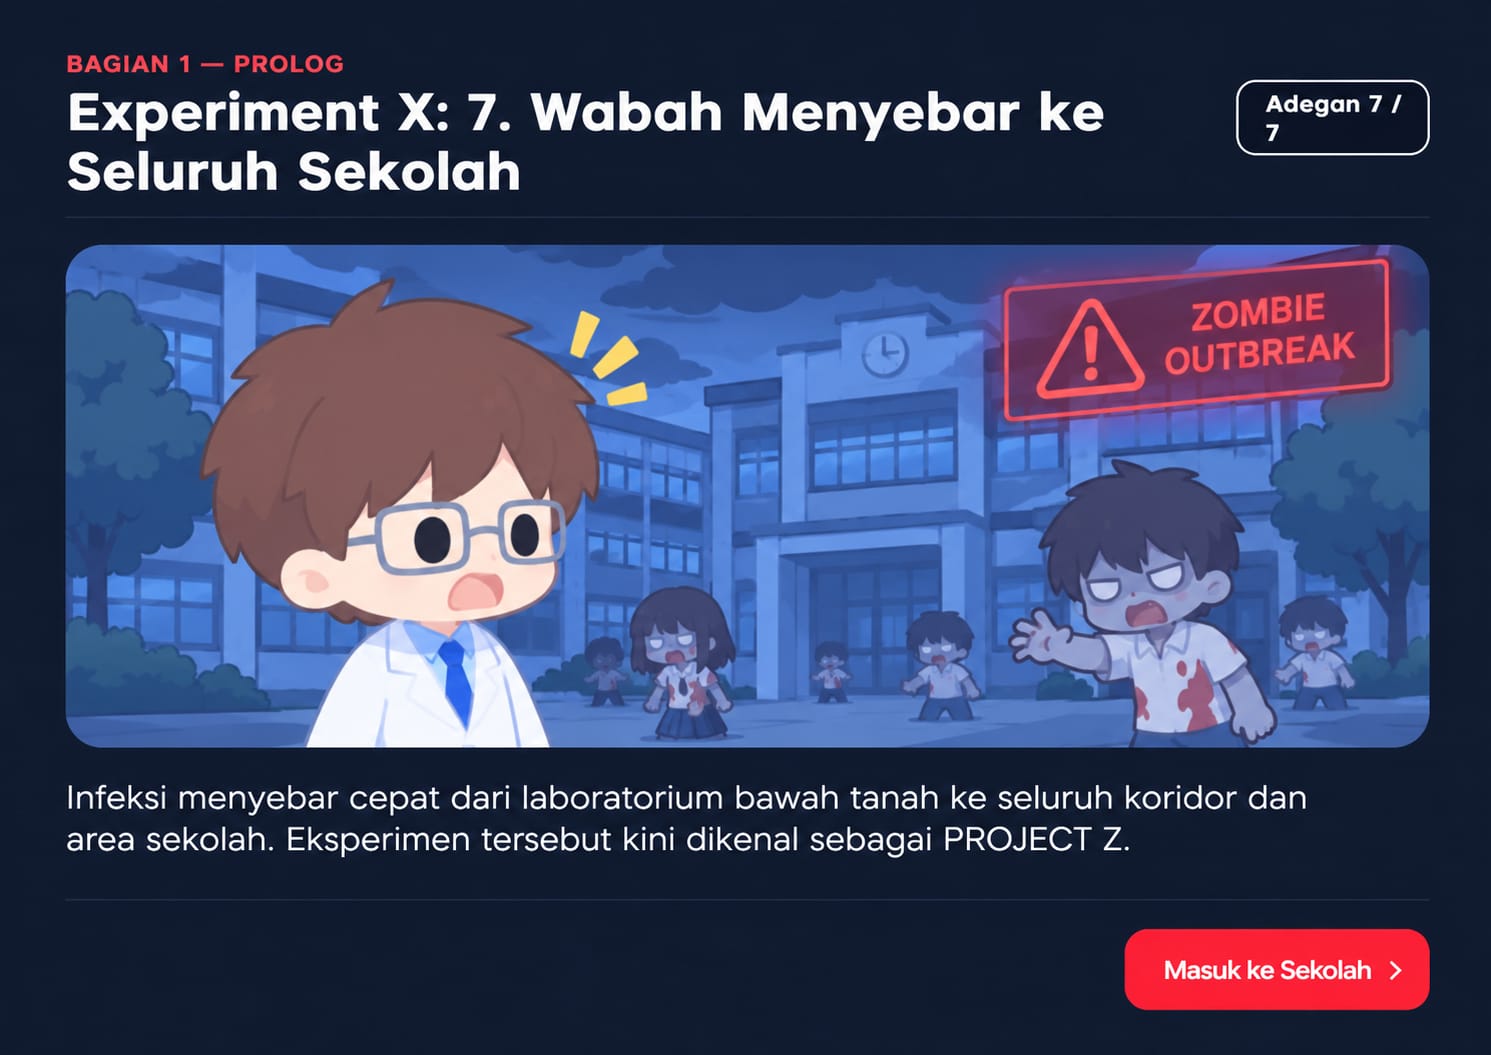 BAGIAN 1 — PROLOG
Experiment X: 7. Wabah Menyebar ke
Seluruh Sekolah
Adegan 7 /
7
ZOMBIE
OUTBREAK
Infeksi menyebar cepat dari laboratorium bawah tanah ke seluruh koridor dan
area sekolah. Eksperimen tersebut kini dikenal sebagai PROJECT Z.
Masuk ke Sekolah